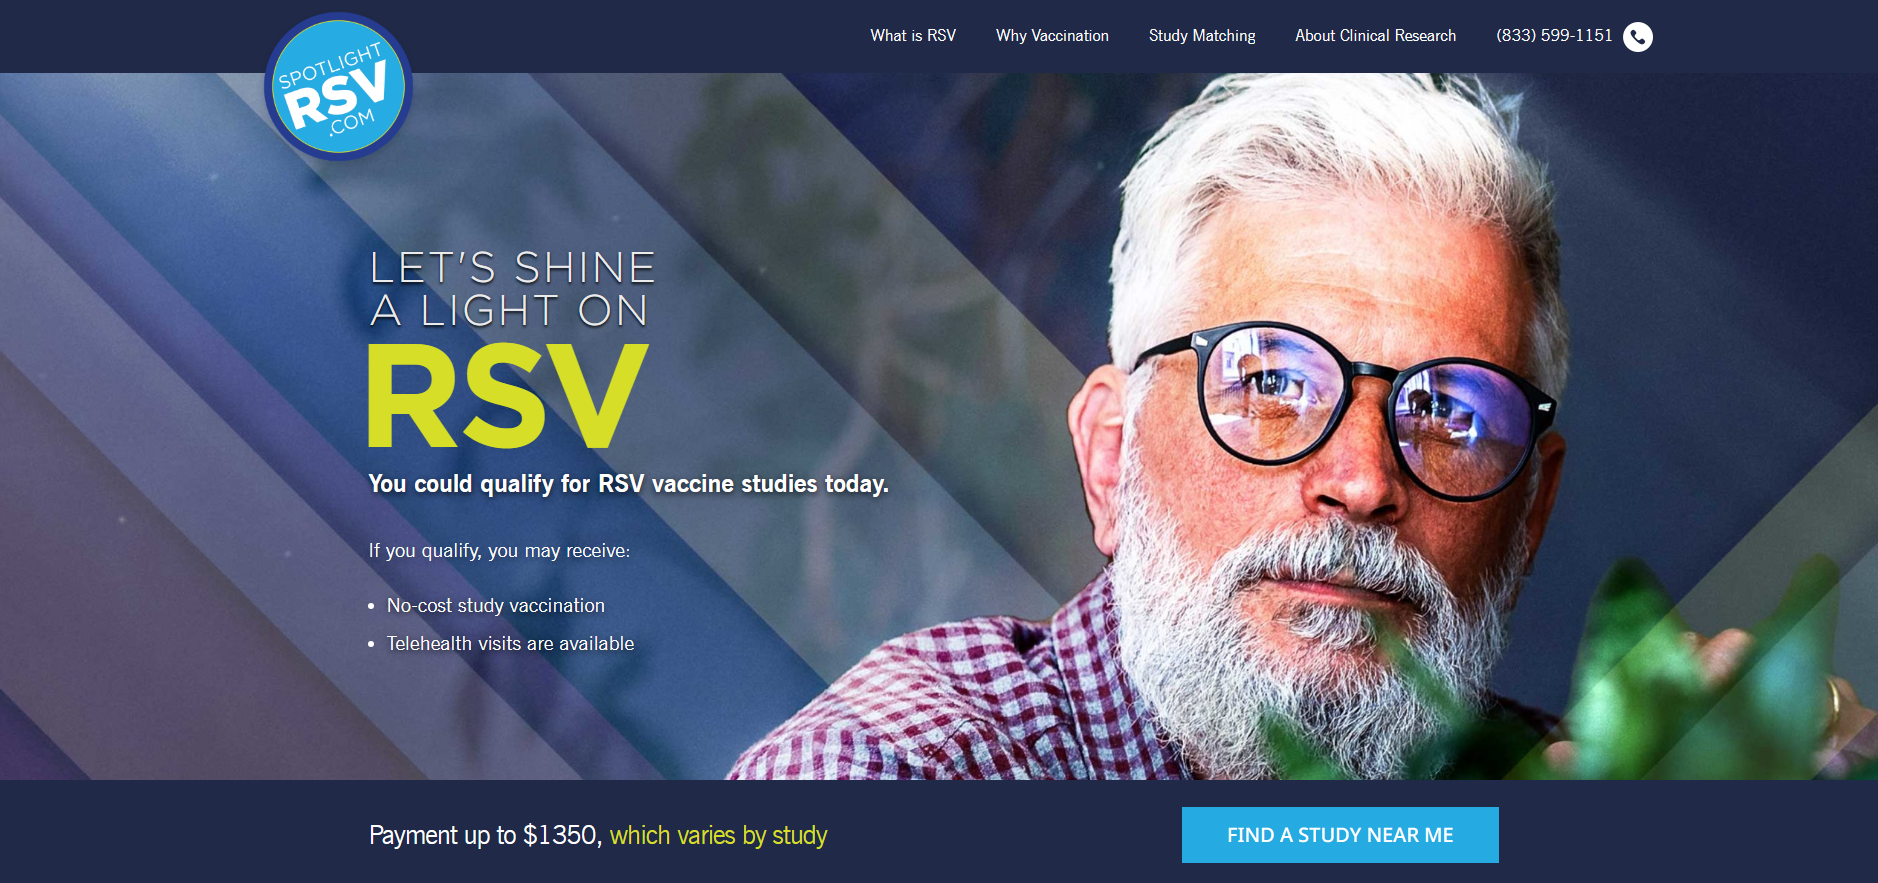 SPOTLIGHT
RSV
.COM
What is RSV
Why Vaccination
Study Matching
About Clinical Research
(833) 599-1151
LET'S SHINE
A LIGHT ON
RSV
You could qualify for RSV vaccine studies today.
If you qualify, you may receive:
• No-cost study vaccination
• Telehealth visits are available
Payment up to $1350, which varies by study
FIND A STUDY NEAR ME